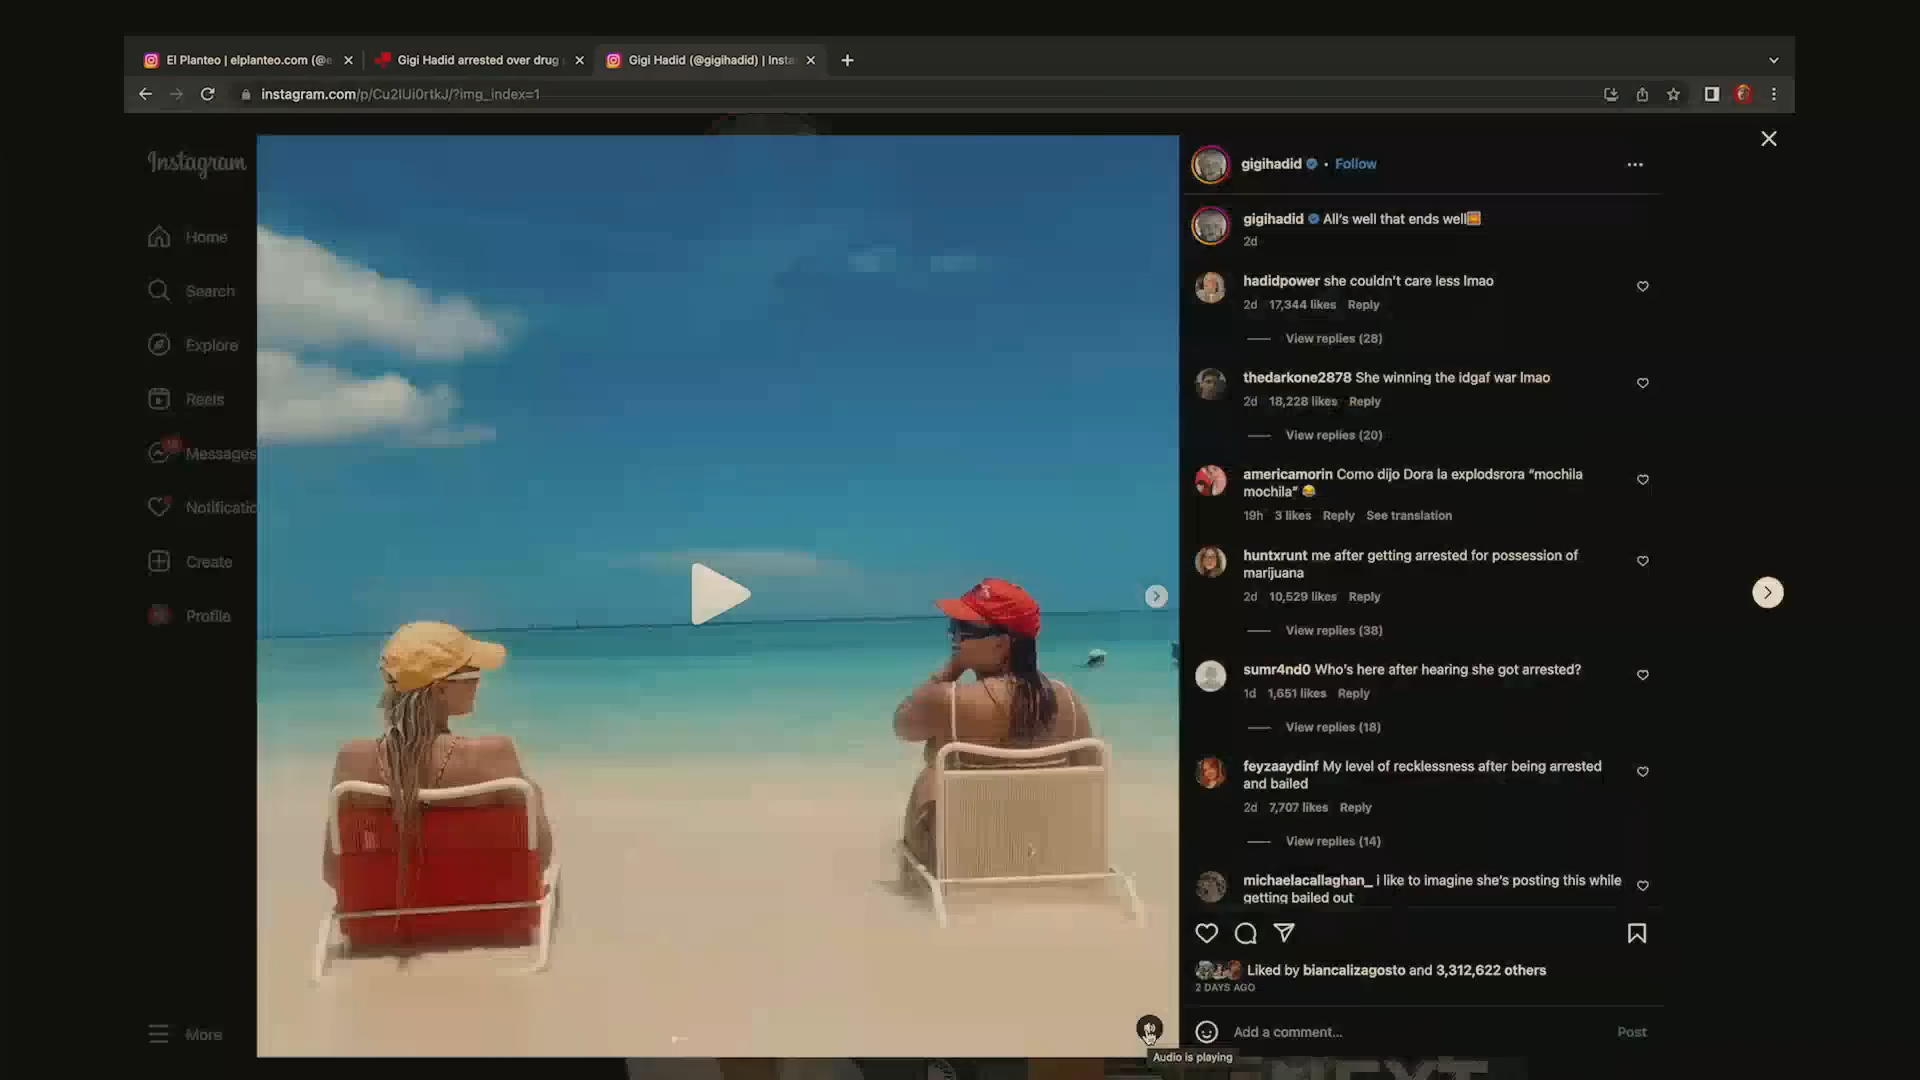 El Planteo | elplanteo.com (@e
Gigi Hadid arrested over drug
Gigi Hadid (@gigihadid) | Insta
instagram.com/p/Cu2IUi0rtkJ/?img_index=1
Instagram
Home
Search
Explore
Reels
Messages
Notificatio
Create
Profile
More
gigihadid • Follow
gigihadid All's well that ends well
2d
hadidpower she couldn't care less lmao
2d 17,344 likes Reply
View replies (28)
thedarkone2878 She winning the idgaf war lmao
2d 18,228 likes Reply
View replies (20)
americamorin Como dijo Dora la explodsrora “mochila
mochila” 😂
19h 3 likes Reply See translation
huntxrunt me after getting arrested for possession of
marijuana
2d 10,529 likes Reply
View replies (38)
sumr4nd0 Who's here after hearing she got arrested?
1d 1,651 likes Reply
View replies (18)
feyzaaydinf My level of recklessness after being arrested
and bailed
2d 7,707 likes Reply
View replies (14)
michaelacallaghan_ i like to imagine she's posting this while
getting bailed out
Liked by biancalizagosto and 3,312,622 others
2 DAYS AGO
Add a comment...
Post
Audio is playing